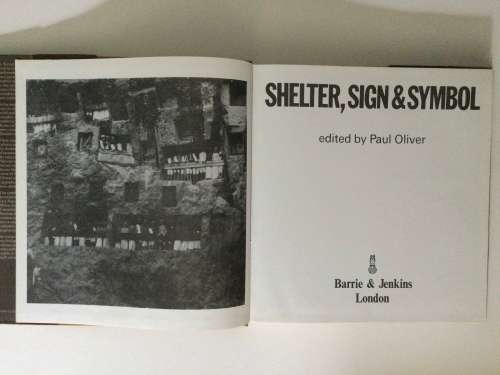 SHELTER, SIGN & SYMBOL
edited by Paul Oliver
Barrie & Jenkins
London